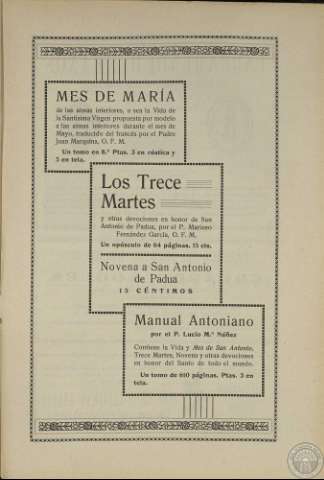 MES DE MARÍA
de las almas interiores, o sea la Vida de
la Santísima Virgen propuesta por modelo
a las almas interiores durante el mes de
Mayo, traducido del francés por el Padre
Juan Marquina, O. F. M.
Un tomo en 8.º Ptas. 2 en rústica y
3 en tela.
Los Trece
Martes
y otras devociones en honor de San
Antonio de Padua, por el P. Mariano
Fernández García, O. F. M.
Un opúsculo de 64 páginas. 15 cts.
Novena a San Antonio
de Padua
15 CÉNTIMOS
Manual Antoniano
por el P. Lucio M.ª Núñez
Contiene la Vida y Mes de San Antonio,
Trece Martes, Novena y otras devociones
en honor del Santo de todo el mundo.
Un tomo de 610 páginas. Ptas. 3 en
tela.